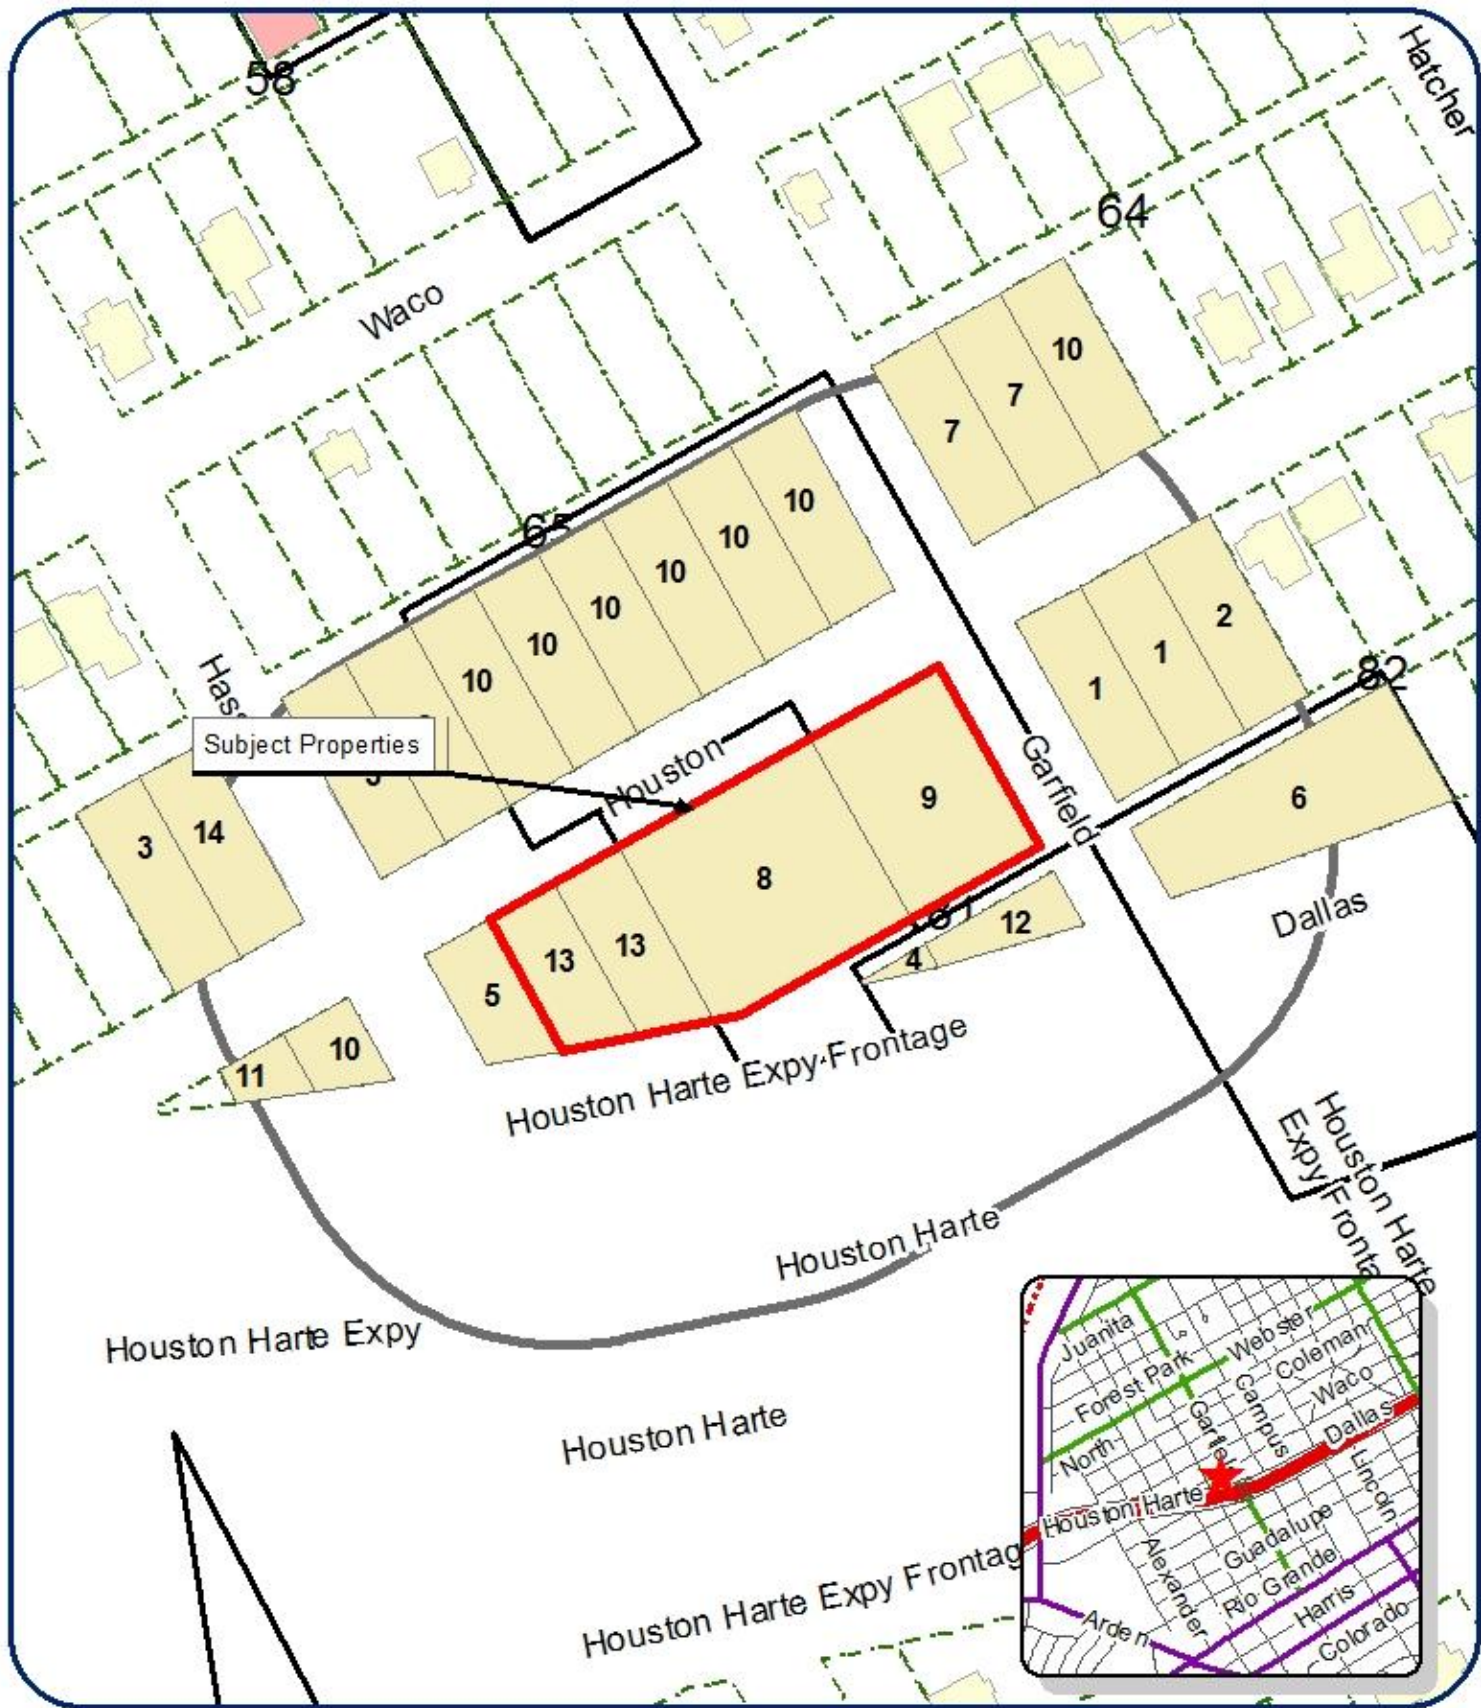 58
Hatcher
64
Waco
10
7
7
10
65
10
10
10
10
10
2
1
1
82
Subject Properties
Houston
Garfield
9
6
3
14
8
Dallas
12
13
13
4
5
10
11
Houston Harte Expy Frontage
Houston Harte
Expy Fronta
Houston Harte
Houston Harte Expy
Houston Harte
Houston Harte Expy Frontag
Juanita
Webster
Coleman
Forest Park
Campus
Waco
Dallas
North
Lincoln
Houston Harte
Guadalupe
Alexander
Rio Grande
Harris
Arden
Colorado